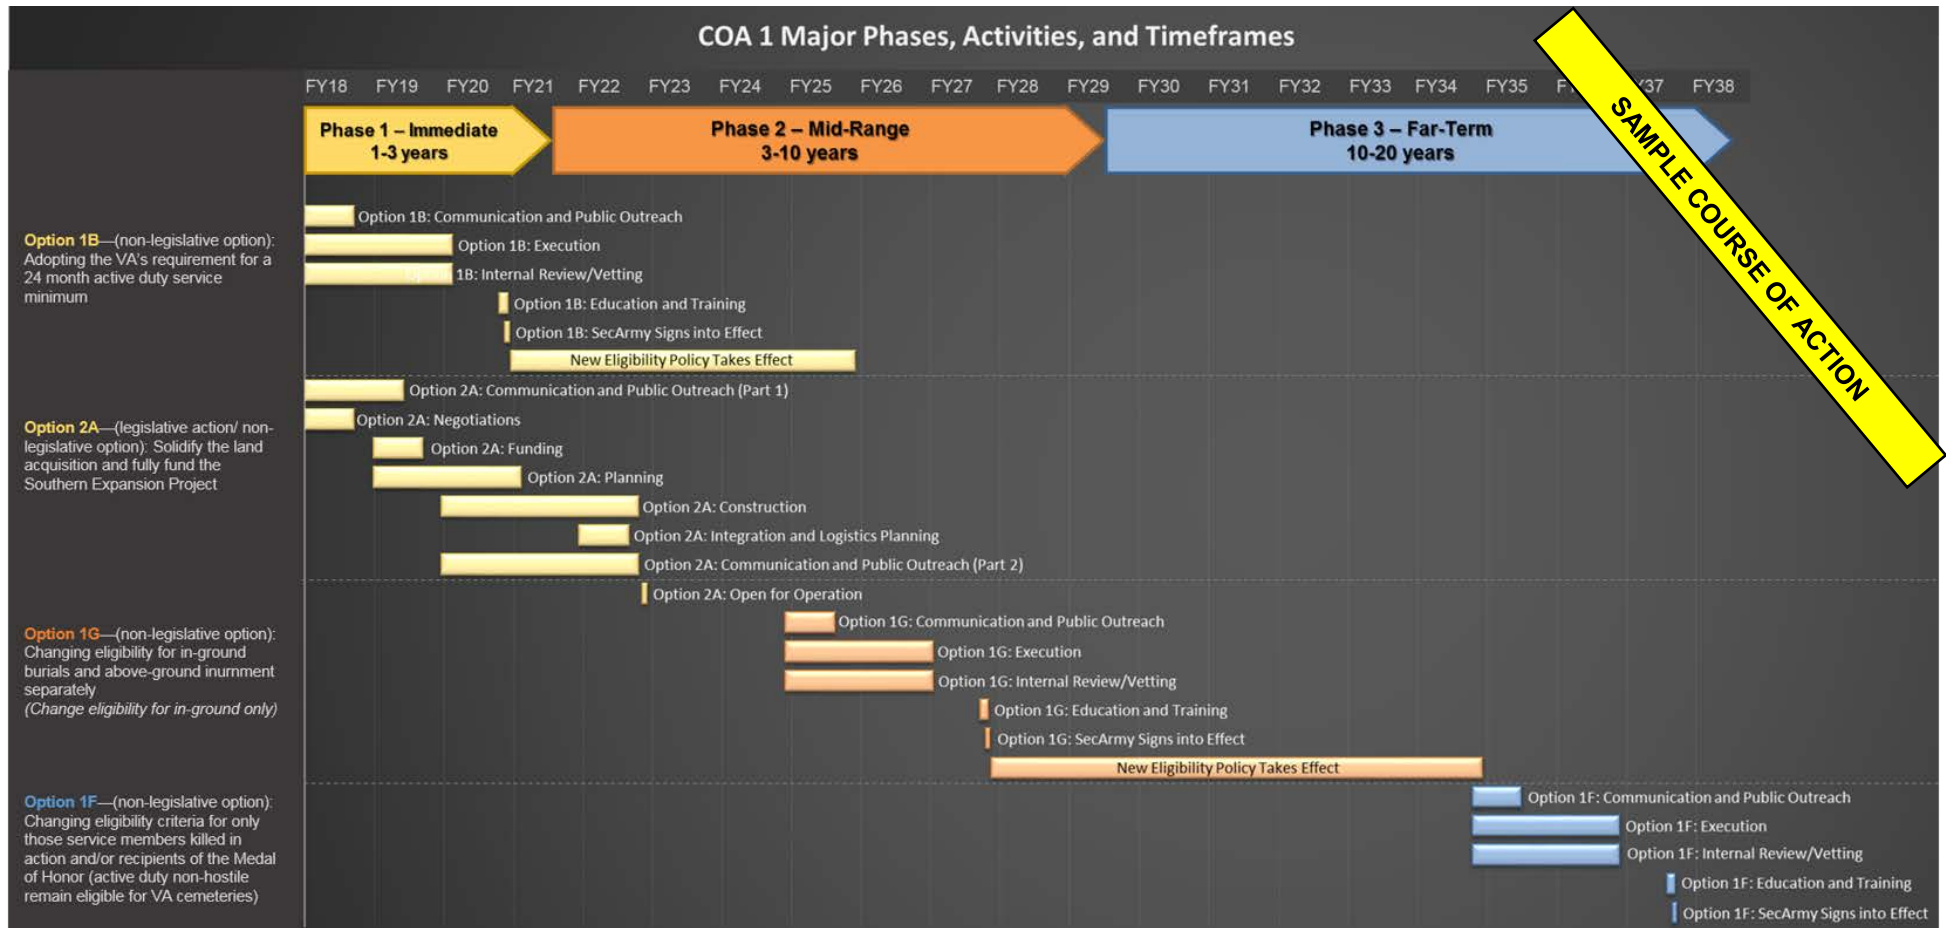 COA 1 Major Phases, Activities, and Timeframes
FY18 FY19 FY20 FY21 FY22 FY23 FY24 FY25 FY26 FY27 FY28 FY29 FY30 FY31 FY32 FY33 FY34 FY35 F 37 FY38
Phase 1 – Immediate
1-3 years
Phase 2 – Mid-Range
3-10 years
Phase 3 – Far-Term
10-20 years
SAMPLE COURSE OF ACTION
Option 1B—(non-legislative option):
Adopting the VA's requirement for a
24 month active duty service
minimum
Option 1B: Communication and Public Outreach
Option 1B: Execution
1B: Internal Review/Vetting
Option 1B: Education and Training
Option 1B: SecArmy Signs into Effect
New Eligibility Policy Takes Effect
Option 2A—(legislative action/ non-
legislative option): Solidify the land
acquisition and fully fund the
Southern Expansion Project
Option 2A: Communication and Public Outreach (Part 1)
Option 2A: Negotiations
Option 2A: Funding
Option 2A: Planning
Option 2A: Construction
Option 2A: Integration and Logistics Planning
Option 2A: Communication and Public Outreach (Part 2)
Option 2A: Open for Operation
Option 1G—(non-legislative option):
Changing eligibility for in-ground
burials and above-ground inurnment
separately
(Change eligibility for in-ground only)
Option 1G: Communication and Public Outreach
Option 1G: Execution
Option 1G: Internal Review/Vetting
Option 1G: Education and Training
Option 1G: SecArmy Signs into Effect
New Eligibility Policy Takes Effect
Option 1F—(non-legislative option):
Changing eligibility criteria for only
those service members killed in
action and/or recipients of the Medal
of Honor (active duty non-hostile
remain eligible for VA cemeteries)
Option 1F: Communication and Public Outreach
Option 1F: Execution
Option 1F: Internal Review/Vetting
Option 1F: Education and Training
Option 1F: SecArmy Signs into Effect